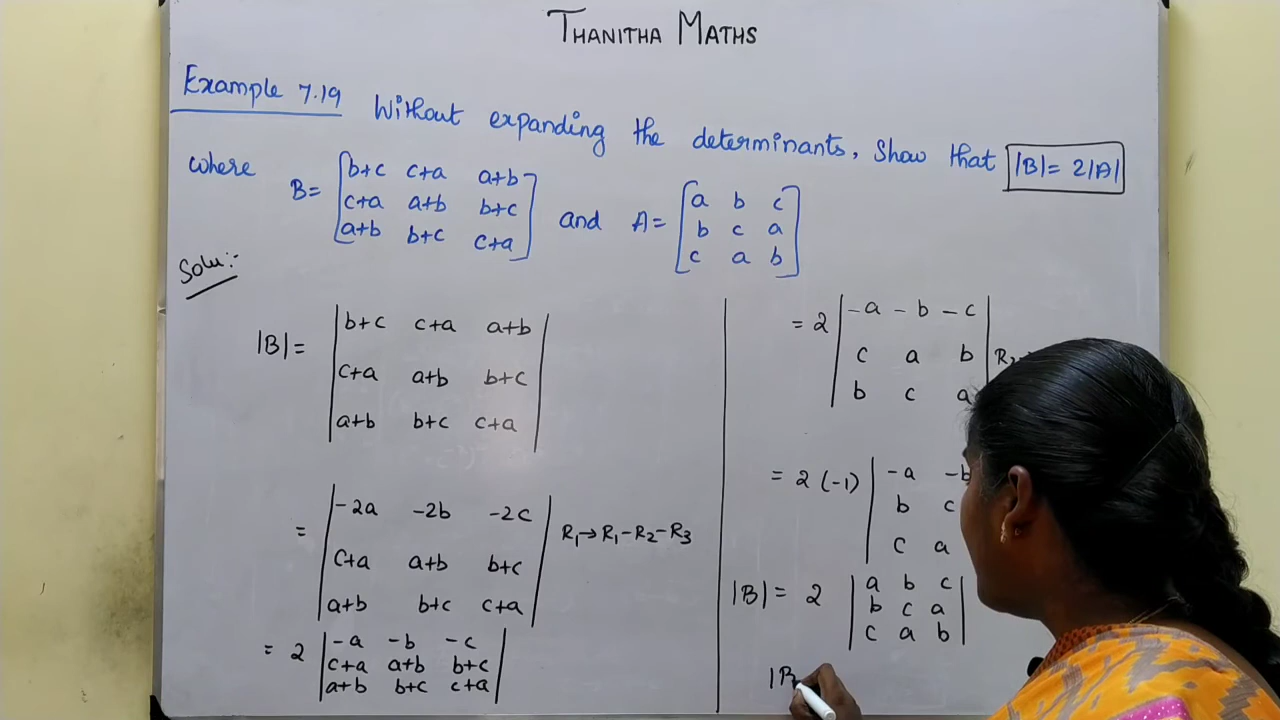 THANITHA MATHS
Example 7.19 Without expanding the determinants, Show that |B| = 2|A|
where B = [b+c c+a a+b
c+a a+b b+c
a+b b+c c+a] and A = [a b c
b c a
c a b]
Solu:-
|B| = |b+c c+a a+b
c+a a+b b+c
a+b b+c c+a|
= |-2a -2b -2c
c+a a+b b+c
a+b b+c c+a| R₁→R₁-R₂-R₃
= 2 |-a -b -c
c+a a+b b+c
a+b b+c c+a|
= 2 |-a -b -c
c a b
b c a
= 2 (-1) |-a -b
b c
c a
|B| = 2 |a b c
b c a
c a b|
|B